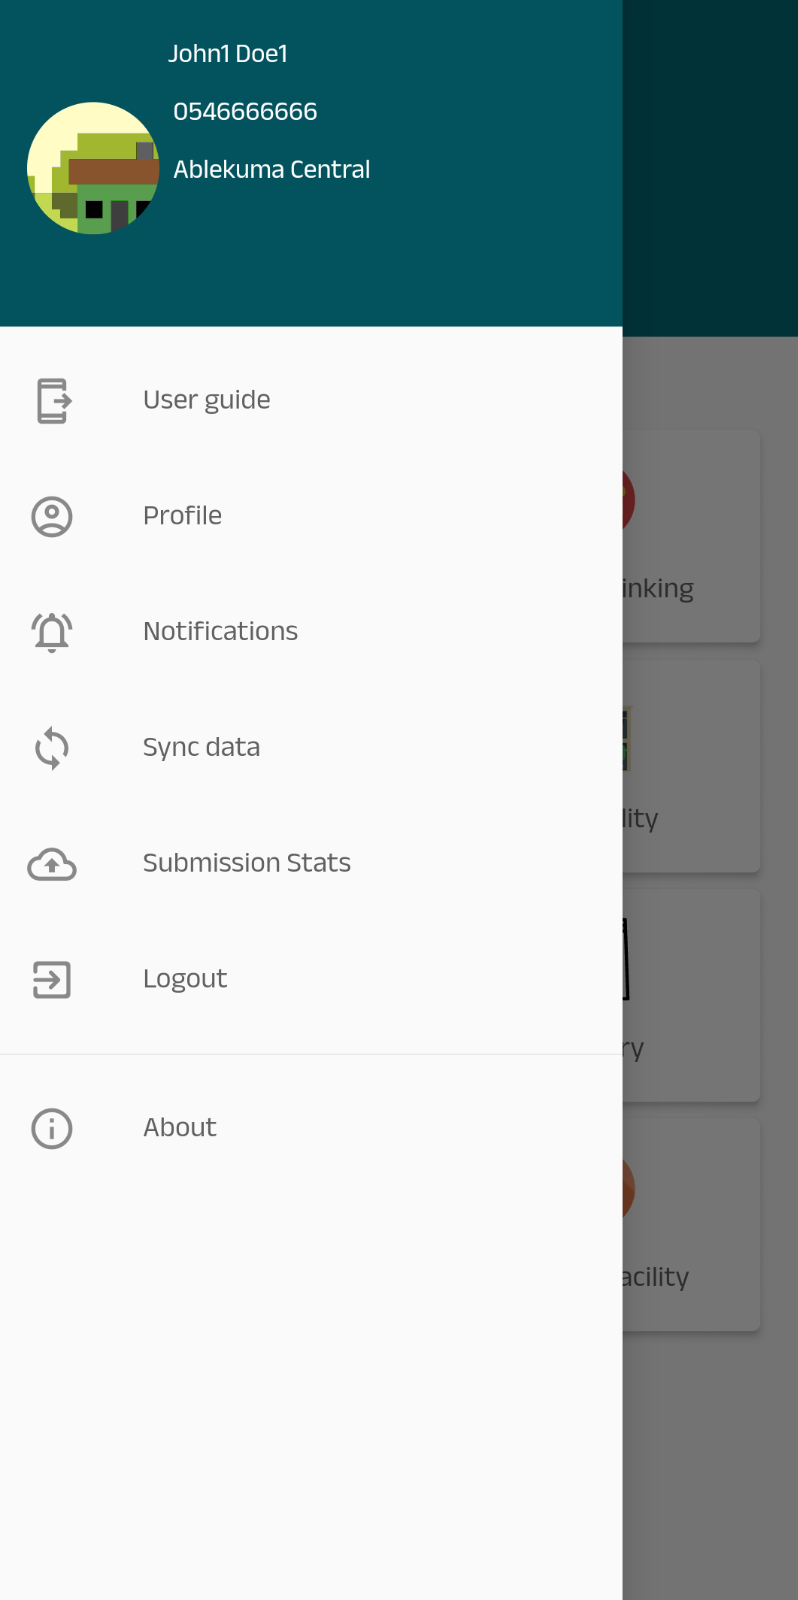 John1 Doe1
0546666666
Ablekuma Central
User guide
Profile
inking
Notifications
Sync data
lity
Submission Stats
Logout
ry
About
acility